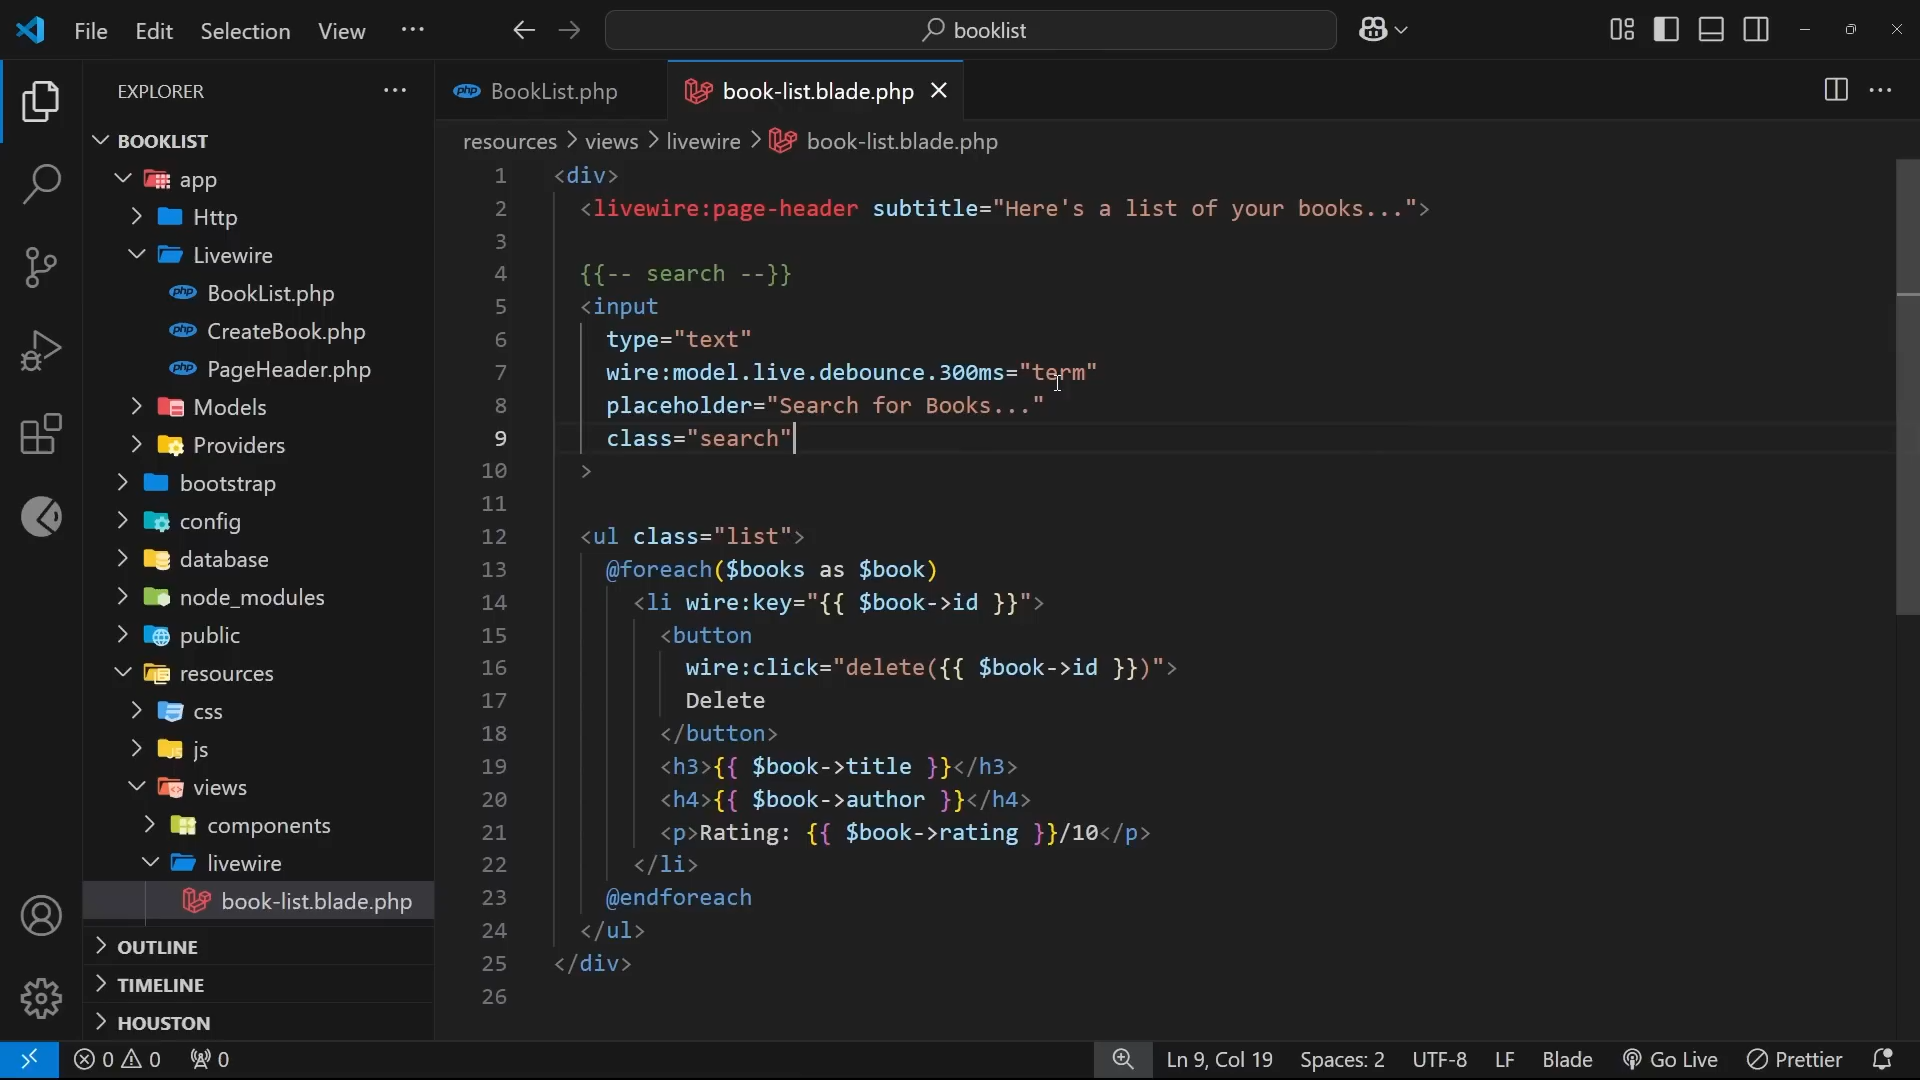 File Edit Selection View ...
booklist
EXPLORER ...
BOOKLIST
app
Http
Livewire
php BookList.php
php CreateBook.php
php PageHeader.php
Models
Providers
bootstrap
config
database
node_modules
public
resources
css
js
views
components
livewire
book-list.blade.php
OUTLINE
TIMELINE
HOUSTON
php BookList.php
book-list.blade.php
resources > views > livewire > book-list.blade.php
1 <div>
2 <livewire:page-header subtitle="Here's a list of your books...">
3
4 {{-- search --}}
5 <input
6 type="text"
7 wire:model.live.debounce.300ms="term"
8 placeholder="Search for Books..."
9 class="search"
10 >
11
12 <ul class="list">
13 @foreach($books as $book)
14 <li wire:key="{{ $book->id }}">
15 <button
16 wire:click="delete({{ $book->id }})">
17 Delete
18 </button>
19 <h3>{{ $book->title }}</h3>
20 <h4>{{ $book->author }}</h4>
21 <p>Rating: {{ $book->rating }}/10</p>
22 </li>
23 @endforeach
24 </ul>
25 </div>
26
0 0 0 Ln 9, Col 19 Spaces: 2 UTF-8 LF Blade Go Live Prettier